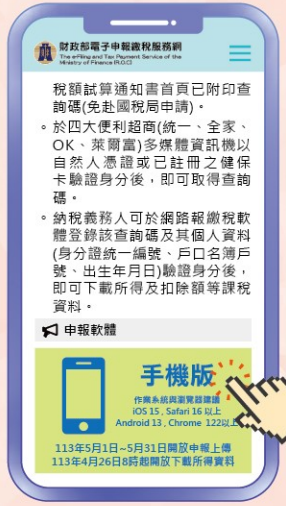 財政部電子申報繳稅服務網
The e-Filing and Tax Payment Service of the
Ministry of Finance (R.O.C)
稅額試算通知書首頁已附印查
詢碼(免赴國稅局申請)。
。於四大便利超商(統一、全家、
OK、萊爾富)多媒體資訊機以
自然人憑證或已註冊之健保
卡驗證身分後，即可取得查詢
碼。
。納稅義務人可於網路報繳稅軟
體登錄該查詢碼及其個人資料
(身分證統一編號、戶口名簿戶
號、出生年月日)驗證身分後，
即可下載所得及扣除額等課稅
資料。
申報軟體
手機版
作業系統與瀏覽器建議
iOS 15 , Safari 16 以上
Android 13 , Chrome 122以上
113年5月1日~5月31日開放申報上傳
113年4月26日8時起開放下載所得資料